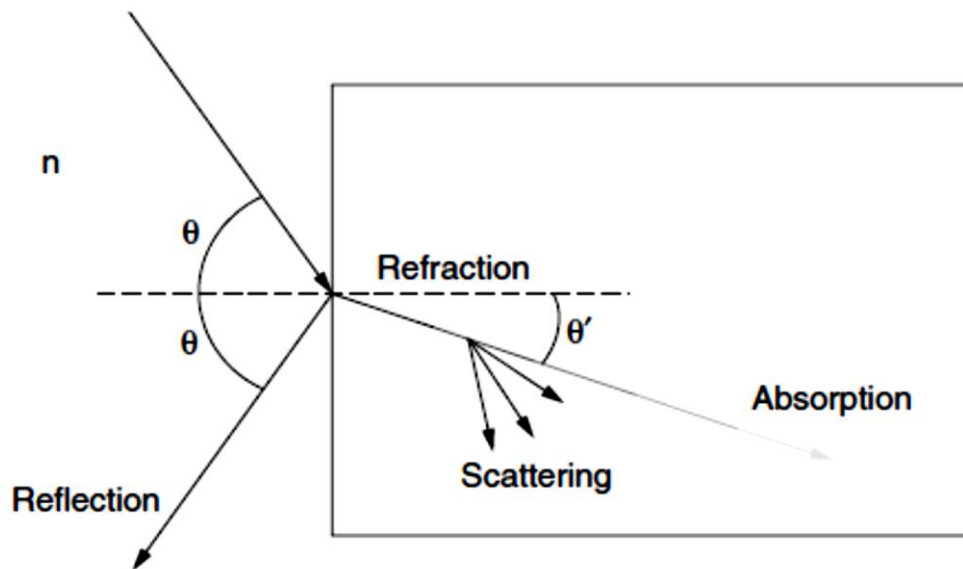 n
θ
Refraction
θ
θ′
Absorption
Scattering
Reflection